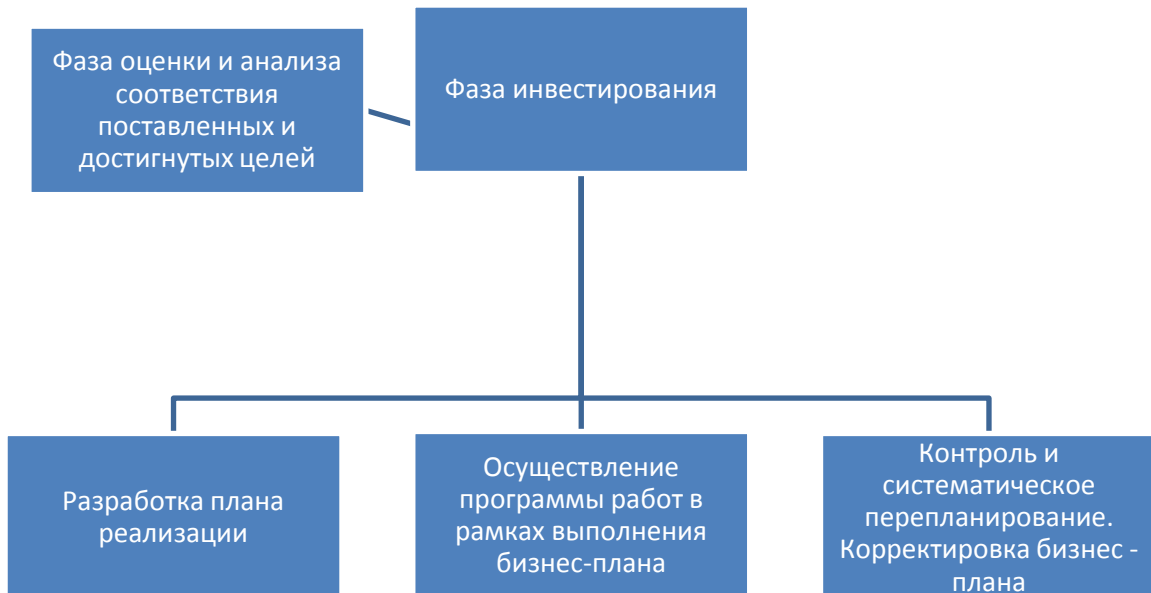 Фаза оценки и анализа
соответствия
поставленных и
достигнутых целей
Фаза инвестирования
Разработка плана
реализации
Осуществление
программы работ в
рамках выполнения
бизнес-плана
Контроль и
систематическое
перепланирование.
Корректировка бизнес -
плана